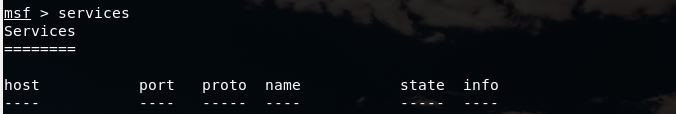 msf > services
Services
========
host port proto name state info
---- ---- ----- ---- ----- ----